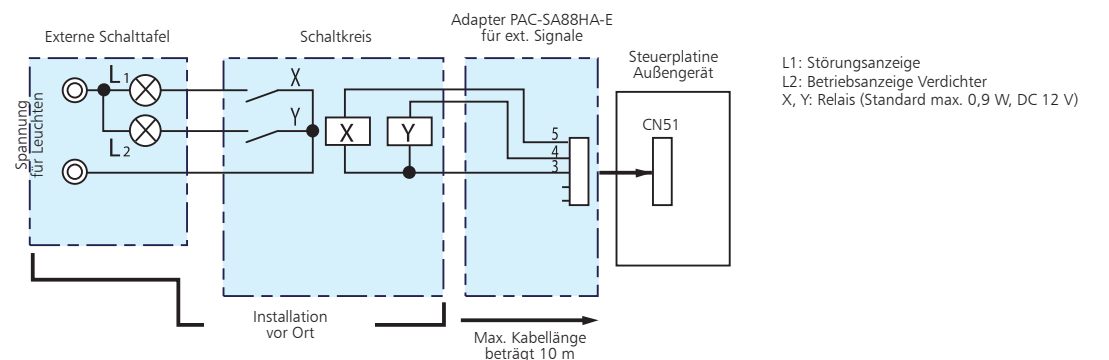 Externe Schalttafel
Schaltkreis
Adapter PAC-SA88HA-E
für ext. Signale
Steuerplatine
Außengerät
L1: Störungsanzeige
L2: Betriebsanzeige Verdichter
X, Y: Relais (Standard max. 0,9 W, DC 12 V)
Spannung
für Leuchten
L1
L2
X
Y
X
Y
5
4
3
CN51
Installation
vor Ort
Max. Kabellänge
beträgt 10 m